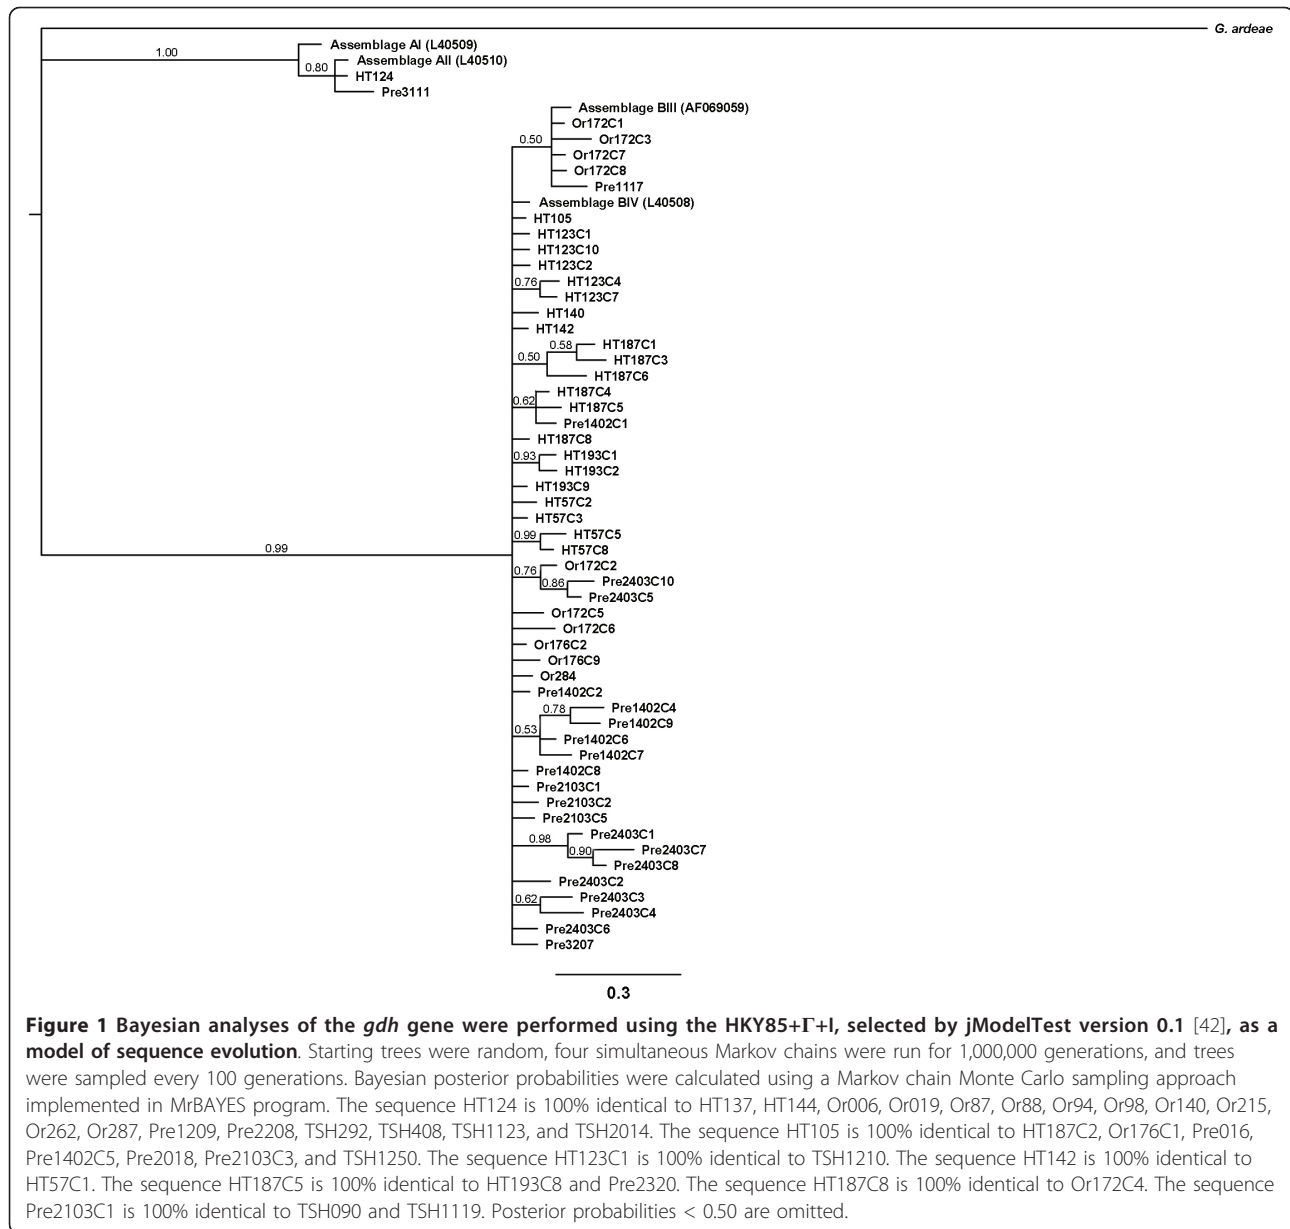 G. ardeae
Assemblage AI (L40509)
1.00
Assemblage AII (L40510)
0.80
HT124
Pre3111
Assemblage BIII (AF069059)
Or172C1
0.50
Or172C3
Or172C7
Or172C8
Pre1117
Assemblage BIV (L40508)
HT105
HT123C1
HT123C10
HT123C2
0.76
HT123C4
HT123C7
HT140
HT142
0.58
HT187C1
0.50
HT187C3
HT187C6
HT187C4
0.62
HT187C5
Pre1402C1
HT187C8
0.93
HT193C1
HT193C2
HT193C9
HT57C2
HT57C3
0.99
HT57C5
0.99
HT57C8
Or172C2
0.76
0.86
Pre2403C10
Pre2403C5
Or172C5
Or172C6
Or176C2
Or176C9
Or284
Pre1402C2
0.78
Pre1402C4
Pre1402C9
0.53
Pre1402C6
Pre1402C7
Pre1402C8
Pre2103C1
Pre2103C2
Pre2103C5
Pre2403C1
0.98
0.90
Pre2403C7
Pre2403C8
Pre2403C2
0.62
Pre2403C3
Pre2403C4
Pre2403C6
Pre3207
0.3
Figure 1 Bayesian analyses of the gdh gene were performed using the HKY85+Γ+I, selected by jModelTest version 0.1 [42], as a
model of sequence evolution. Starting trees were random, four simultaneous Markov chains were run for 1,000,000 generations, and trees
were sampled every 100 generations. Bayesian posterior probabilities were calculated using a Markov chain Monte Carlo sampling approach
implemented in MrBAYES program. The sequence HT124 is 100% identical to HT137, HT144, Or006, Or019, Or87, Or88, Or94, Or98, Or140, Or215,
Or262, Or287, Pre1209, Pre2208, TSH292, TSH408, TSH1123, and TSH2014. The sequence HT105 is 100% identical to HT187C2, Or176C1, Pre016,
Pre1402C5, Pre2018, Pre2103C3, and TSH1250. The sequence HT123C1 is 100% identical to TSH1210. The sequence HT142 is 100% identical to
HT57C1. The sequence HT187C5 is 100% identical to HT193C8 and Pre2320. The sequence HT187C8 is 100% identical to Or172C4. The sequence
Pre2103C1 is 100% identical to TSH090 and TSH1119. Posterior probabilities < 0.50 are omitted.